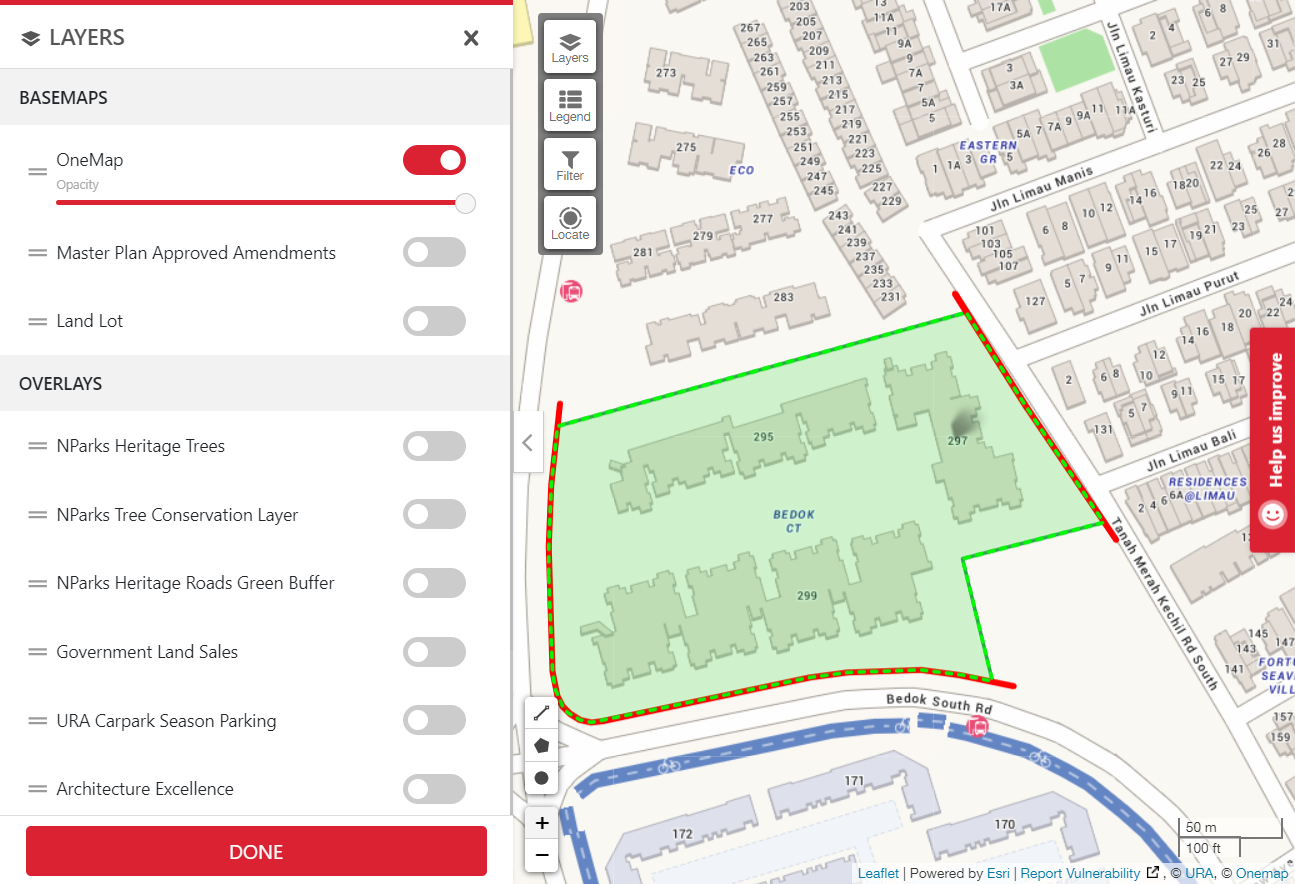 LAYERS
BASEMAPS
OneMap
Opacity
Master Plan Approved Amendments
Land Lot
OVERLAYS
NParks Heritage Trees
NParks Tree Conservation Layer
NParks Heritage Roads Green Buffer
Government Land Sales
URA Carpark Season Parking
Architecture Excellence
DONE
Layers
Legend
Filter
Locate
267
265
263
261
259
257
255
253
251
249
247
245
203
205
207
209
211
213
215
217
219
221
223
225
227
229
13
11A
11
9A
9
7A
7
5A
5
17A
273
275
ECO
277
279
281
283
243
241
239
237
235
233
231
3
3A
2
4
6
8
31
27
29
23
25
Jln Limau Kasturi
5A
7
7A
9
9A
11
11A
EASTERN
GR
1
1A
3
5
Jln Limau Manis
26
28
22
24
18
20
14
16
10
12
6
8
101
103
105
107
27
25
23
21
19
17
15
11
9
7
5
127
Jln Limau Purut
24
22
20
18
16
14
12
10
8
6
2
15
17
11
9
7
5
131
Jln Limau Bali
RESIDENCES
@LIMAU
2
4
6
6A
295
297
BEDOK
CT
299
Tanah Merah Kechil Rd South
145
143
141
147
157
159
Bedok South Rd
171
172
170
Help us improve
+
−
50 m
100 ft
Leaflet | Powered by Esri | Report Vulnerability , © URA, © Onemap